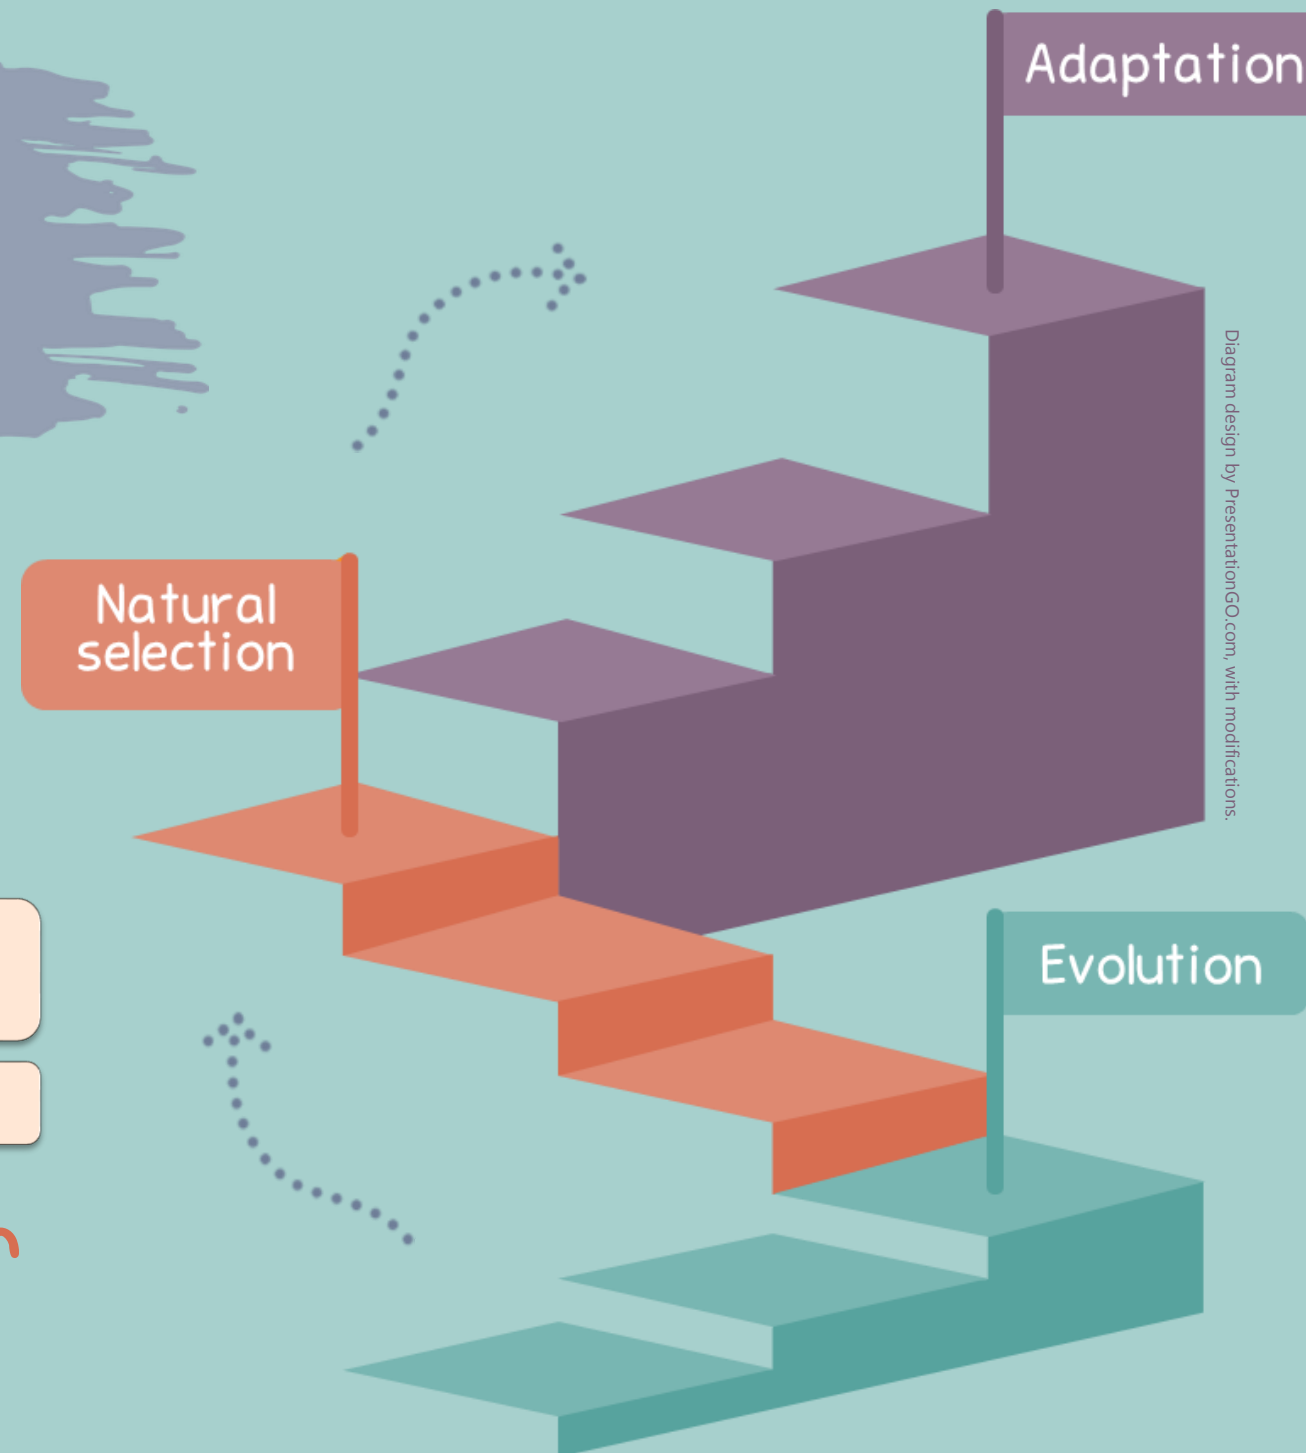 Adaptation
Diagram design by PresentationGO.com, with modifications.
Natural
selection
Evolution